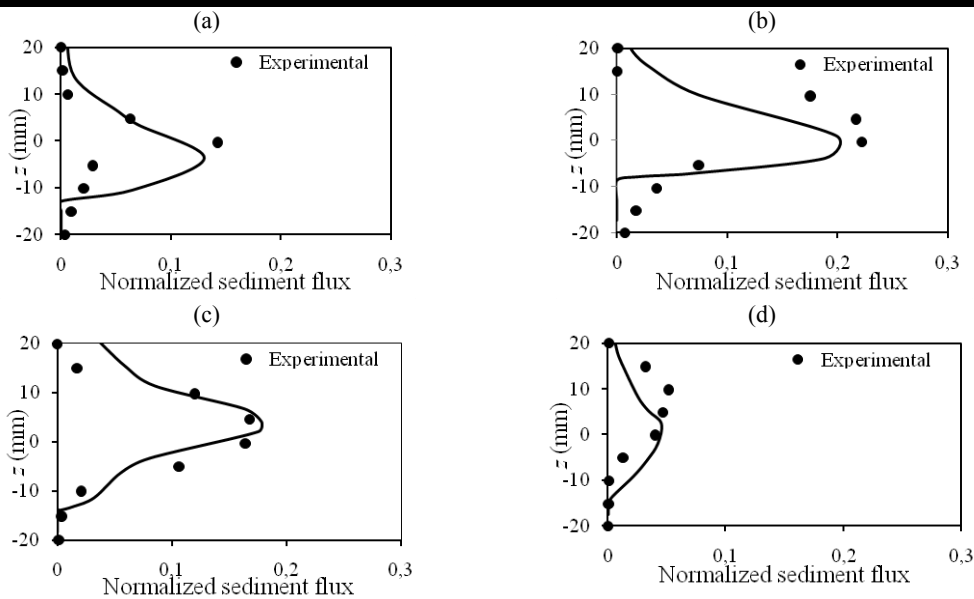 (a)
20
10
0
-10
-20
z (mm)
Experimental
0 0,1 0,2 0,3
Normalized sediment flux
(b)
20
10
0
-10
-20
z (mm)
Experimental
0 0,1 0,2 0,3
Normalized sediment flux
(c)
20
10
0
-10
-20
z (mm)
Experimental
0 0,1 0,2 0,3
Normalized sediment flux
(d)
20
10
0
-10
-20
z (mm)
Experimental
0 0,1 0,2 0,3
Normalized sediment flux